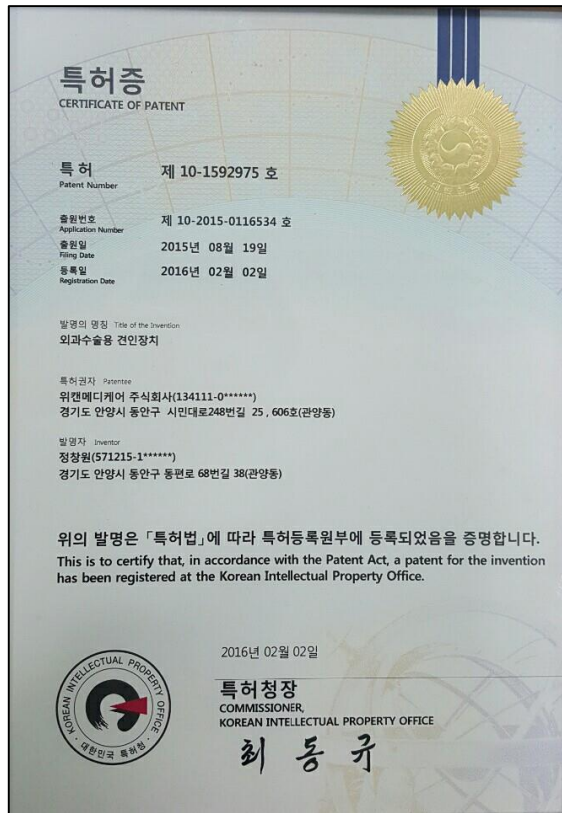 특허증
CERTIFICATE OF PATENT
특허 제 10-1592975 호
Patent Number
출원번호 제 10-2015-0116534 호
Application Number
출원일 2015년 08월 19일
Filing Date
등록일 2016년 02월 02일
Registration Date
발명의 명칭 Title of the Invention
외과수술용 견인장치
특허권자 Patentee
위캔메디케어 주식회사(134111-0******)
경기도 안양시 동안구 시민대로248번길 25 , 606호(관양동)
발명자 Inventor
정창원(571215-1******)
경기도 안양시 동안구 동편로 68번길 38(관양동)
위의 발명은 「특허법」에 따라 특허등록원부에 등록되었음을 증명합니다.
This is to certify that, in accordance with the Patent Act, a patent for the invention
has been registered at the Korean Intellectual Property Office.
2016년 02월 02일
특허청장
COMMISSIONER,
KOREAN INTELLECTUAL PROPERTY OFFICE
최동규
KOREAN INTELLECTUAL PROPERTY OFFICE
대한민국 특허청
대한민국